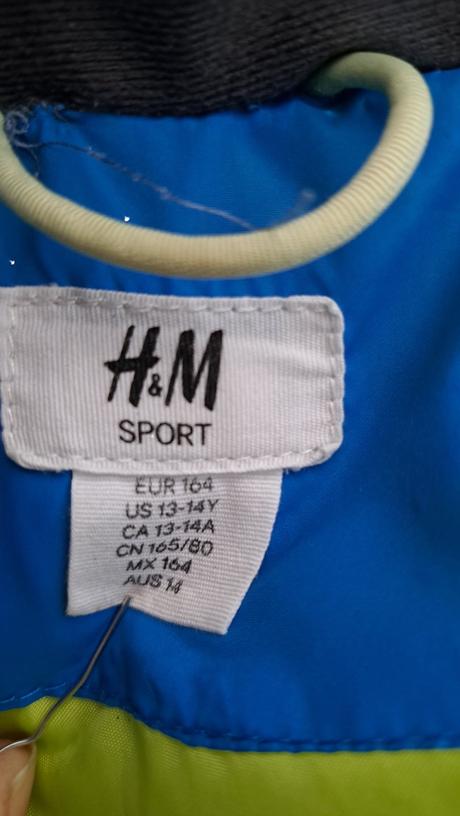 H&M
SPORT
EUR 164
US 13-14Y
CA 13-14A
CN 165/80
MX 164
AUS 14